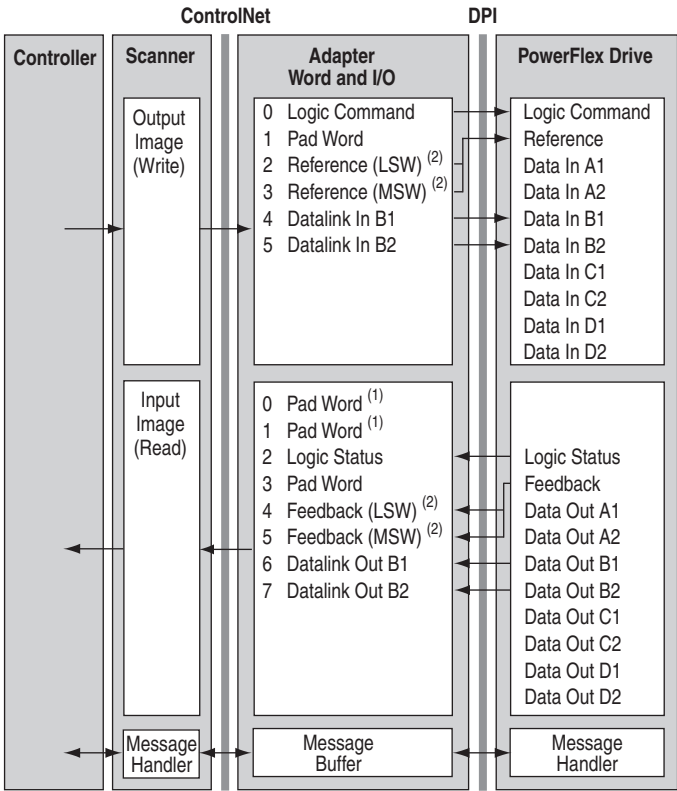 ControlNet DPI
Controller
Scanner
Adapter
Word and I/O
PowerFlex Drive
Output
Image
(Write)
0 Logic Command
1 Pad Word
2 Reference (LSW) (2)
3 Reference (MSW) (2)
4 Datalink In B1
5 Datalink In B2
Logic Command
Reference
Data In A1
Data In A2
Data In B1
Data In B2
Data In C1
Data In C2
Data In D1
Data In D2
Input
Image
(Read)
0 Pad Word (1)
1 Pad Word (1)
2 Logic Status
3 Pad Word
4 Feedback (LSW) (2)
5 Feedback (MSW) (2)
6 Datalink Out B1
7 Datalink Out B2
Logic Status
Feedback
Data Out A1
Data Out A2
Data Out B1
Data Out B2
Data Out C1
Data Out C2
Data Out D1
Data Out D2
Message
Handler
Message
Buffer
Message
Handler